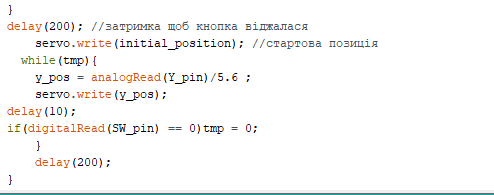 }
delay(200); //затримка щоб кнопка віджалася
servo.write(initial_position); //стартова позиція
while(tmp){
y_pos = analogRead(Y_pin)/5.6 ;
servo.write(y_pos);
delay(10);
if(digitalRead(SW_pin) == 0)tmp = 0;
}
delay(200);
}